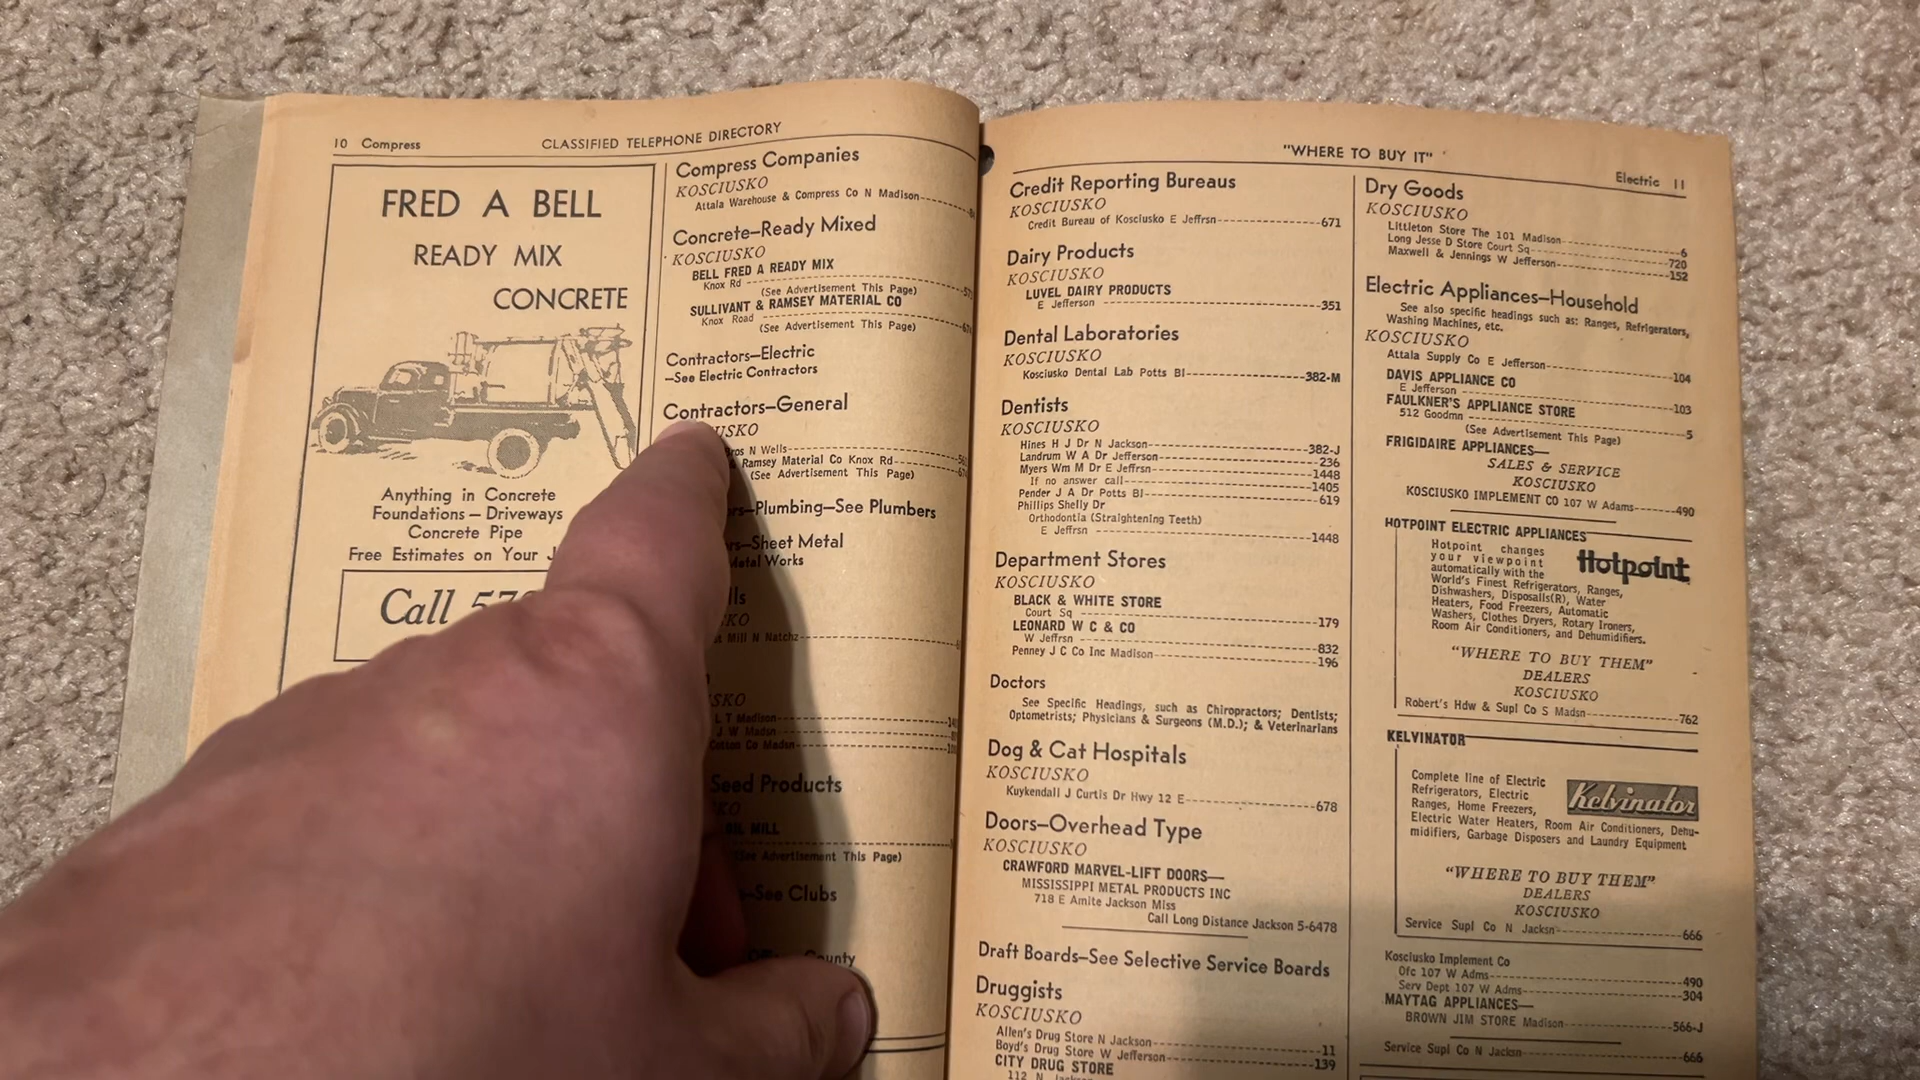 10 Compress
CLASSIFIED TELEPHONE DIRECTORY
FRED A BELL
READY MIX
CONCRETE
Anything in Concrete
Foundations – Driveways
Concrete Pipe
Free Estimates on Your
Call
Compress Companies
KOSCIUSKO
Attala Warehouse & Compress Co N Madison
Concrete–Ready Mixed
KOSCIUSKO
BELL FRED A READY MIX
Knox Rd
(See Advertisement This Page)
SULLIVANT & RAMSEY MATERIAL CO
Knox Road
(See Advertisement This Page)
Contractors–Electric
–See Electric Contractors
Contractors–General
N Wells
Ramsey Material Co Knox Rd
(See Advertisement This Page)
–Plumbing–See Plumbers
–Sheet Metal
Metal Works
Mill N Natchz
L T Madison
J W Madsn
Cotton Co Madsn
Seed Products
MILL
(See Advertisement This Page)
–See Clubs
County
"WHERE TO BUY IT"
Electric 11
Credit Reporting Bureaus
KOSCIUSKO
Credit Bureau of Kosciusko E Jeffrsn 671
Dairy Products
KOSCIUSKO
LUVEL DAIRY PRODUCTS
E Jefferson 351
Dental Laboratories
KOSCIUSKO
Kosciusko Dental Lab Potts Bl 382-M
Dentists
KOSCIUSKO
Hines H J Dr N Jackson 382-J
Landrum W A Dr Jefferson 236
Myers Wm M Dr E Jeffrsn 1448
If no answer call 1405
Pender J A Dr Potts Bl 619
Phillips Shelly Dr
Orthodontia (Straightening Teeth)
E Jeffrsn 1448
Department Stores
KOSCIUSKO
BLACK & WHITE STORE
Court Sq 179
LEONARD W C & CO
W Jeffrsn 832
Penney J C Co Inc Madison 196
Doctors
See Specific Headings, such as Chiropractors; Dentists;
Optometrists; Physicians & Surgeons (M.D.); & Veterinarians
Dog & Cat Hospitals
KOSCIUSKO
Kuykendall J Curtis Dr Hwy 12 E 678
Doors–Overhead Type
KOSCIUSKO
CRAWFORD MARVEL-LIFT DOORS—
MISSISSIPPI METAL PRODUCTS INC
718 E Amite Jackson Miss
Call Long Distance Jackson 5-6478
Draft Boards–See Selective Service Boards
Druggists
KOSCIUSKO
Allen's Drug Store N Jackson 11
Boyd's Drug Store W Jefferson 139
CITY DRUG STORE
112 N Jackson
Dry Goods
KOSCIUSKO
Littleton Store The 101 Madison 6
Long Jesse D Store Court Sq 720
Maxwell & Jennings W Jefferson 152
Electric Appliances–Household
See also specific headings such as: Ranges, Refrigerators,
Washing Machines, etc.
KOSCIUSKO
Attala Supply Co E Jefferson 104
DAVIS APPLIANCE CO
E Jefferson 103
FAULKNER'S APPLIANCE STORE
512 Goodmn 5
(See Advertisement This Page)
FRIGIDAIRE APPLIANCES—
SALES & SERVICE
KOSCIUSKO
KOSCIUSKO IMPLEMENT CO 107 W Adams 490
HOTPOINT ELECTRIC APPLIANCES
Hotpoint changes
your viewpoint
automatically with the
Hotpoint
World's Finest Refrigerators, Ranges,
Dishwashers, Disposalls(R), Water
Heaters, Food Freezers, Automatic
Washers, Clothes Dryers, Rotary Ironers,
Room Air Conditioners, and Dehumidifiers.
"WHERE TO BUY THEM"
DEALERS
KOSCIUSKO
Robert's Hdw & Supl Co S Madsn 762
KELVINATOR
Complete line of Electric
Refrigerators, Electric
Ranges, Home Freezers,
Kelvinator
Electric Water Heaters, Room Air Conditioners, Dehu-
midifiers, Garbage Disposers and Laundry Equipment
"WHERE TO BUY THEM"
DEALERS
KOSCIUSKO
Service Supl Co N Jacksn 666
Kosciusko Implement Co
Ofc 107 W Adms 490
Serv Dept 107 W Adms 304
MAYTAG APPLIANCES—
BROWN JIM STORE Madison 566-J
Service Supl Co N Jacksn 666